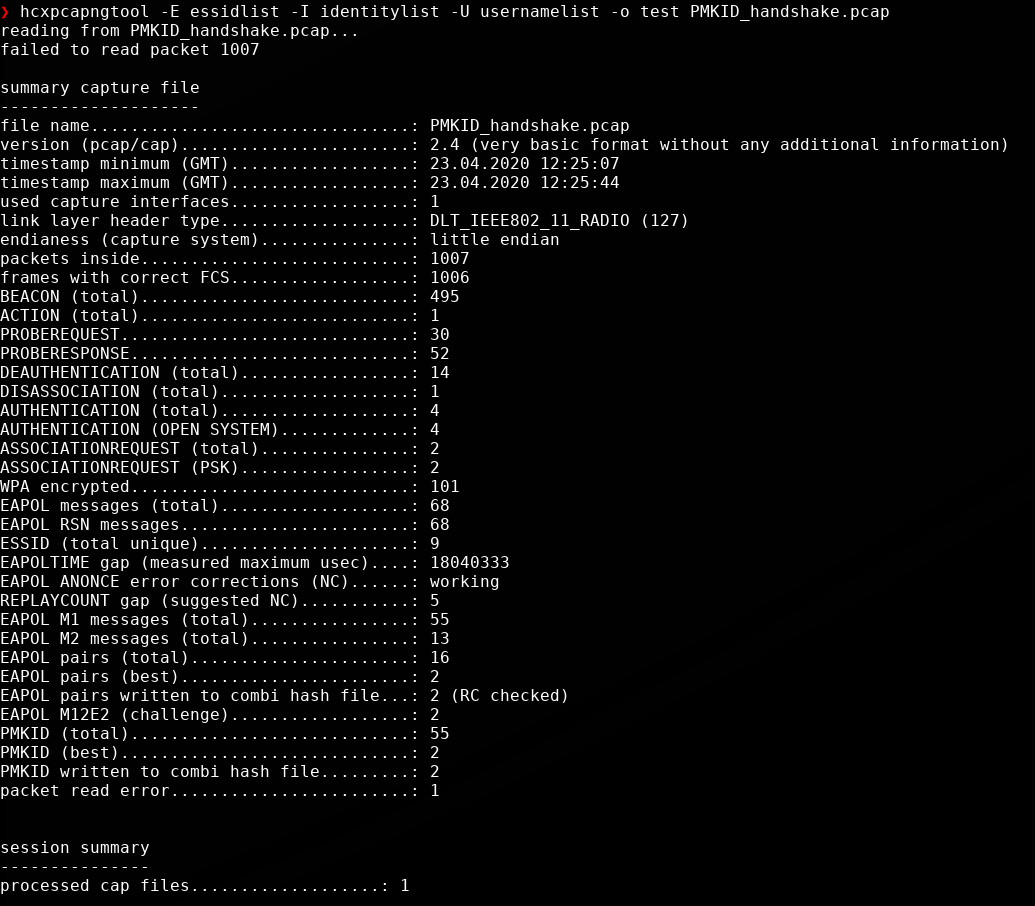 ❯ hcxpcapngtool -E essidlist -I identitylist -U usernamelist -o test PMKID_handshake.pcap
reading from PMKID_handshake.pcap...
failed to read packet 1007

summary capture file
--------------------
file name................................: PMKID_handshake.pcap
version (pcap/cap).......................: 2.4 (very basic format without any additional information)
timestamp minimum (GMT)..................: 23.04.2020 12:25:07
timestamp maximum (GMT)..................: 23.04.2020 12:25:44
used capture interfaces..................: 1
link layer header type...................: DLT_IEEE802_11_RADIO (127)
endianess (capture system)...............: little endian
packets inside...........................: 1007
frames with correct FCS..................: 1006
BEACON (total)...........................: 495
ACTION (total)...........................: 1
PROBEREQUEST.............................: 30
PROBERESPONSE............................: 52
DEAUTHENTICATION (total).................: 14
DISASSOCIATION (total)...................: 1
AUTHENTICATION (total)...................: 4
AUTHENTICATION (OPEN SYSTEM).............: 4
ASSOCIATIONREQUEST (total)...............: 2
ASSOCIATIONREQUEST (PSK).................: 2
WPA encrypted............................: 101
EAPOL messages (total)...................: 68
EAPOL RSN messages.......................: 68
ESSID (total unique).....................: 9
EAPOLTIME gap (measured maximum usec)....: 18040333
EAPOL ANONCE error corrections (NC)......: working
REPLAYCOUNT gap (suggested NC)...........: 5
EAPOL M1 messages (total)................: 55
EAPOL M2 messages (total)................: 13
EAPOL pairs (total)......................: 16
EAPOL pairs (best).......................: 2
EAPOL pairs written to combi hash file...: 2 (RC checked)
EAPOL M12E2 (challenge)..................: 2
PMKID (total)............................: 55
PMKID (best).............................: 2
PMKID written to combi hash file.........: 2
packet read error........................: 1

session summary
---------------
processed cap files...................: 1